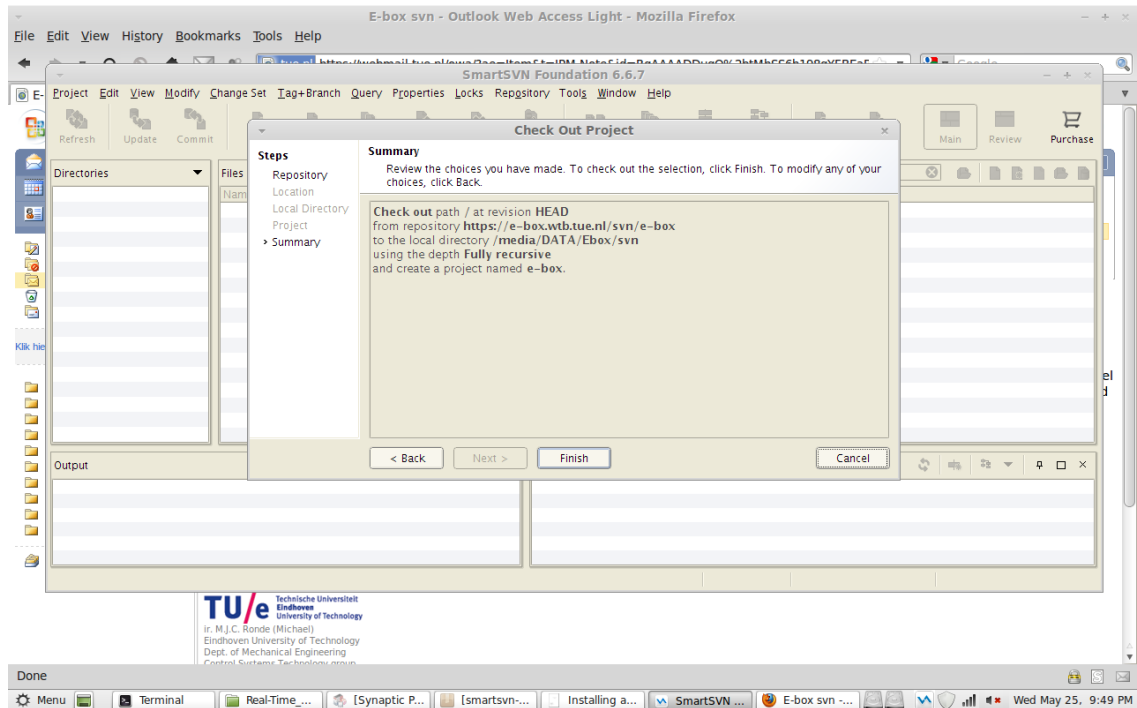 E-box svn - Outlook Web Access Light - Mozilla Firefox
File Edit View History Bookmarks Tools Help
SmartSVN Foundation 6.6.7
Project Edit View Modify Change Set Tag+Branch Query Properties Locks Repository Tools Window Help
Refresh Update Commit Main Review Purchase
Check Out Project
Directories
Files
Steps
Repository
Location
Local Directory
Project
Summary
Summary
Review the choices you have made. To check out the selection, click Finish. To modify any of your
choices, click Back.
Check out path / at revision HEAD
from repository https://e-box.wtb.tue.nl/svn/e-box
to the local directory /media/DATA/Ebox/svn
using the depth Fully recursive
and create a project named e-box.
< Back Next > Finish Cancel
Klik hie
Output
TU/e Technische Universiteit
Eindhoven
University of Technology
ir. M.J.C. Ronde (Michael)
Eindhoven University of Technology
Dept. of Mechanical Engineering
Control Systems Technology group
Done
Menu Terminal Real-Time_... [Synaptic P... [smartsvn-... Installing a... SmartSVN ... E-box svn -... Wed May 25, 9:49 PM